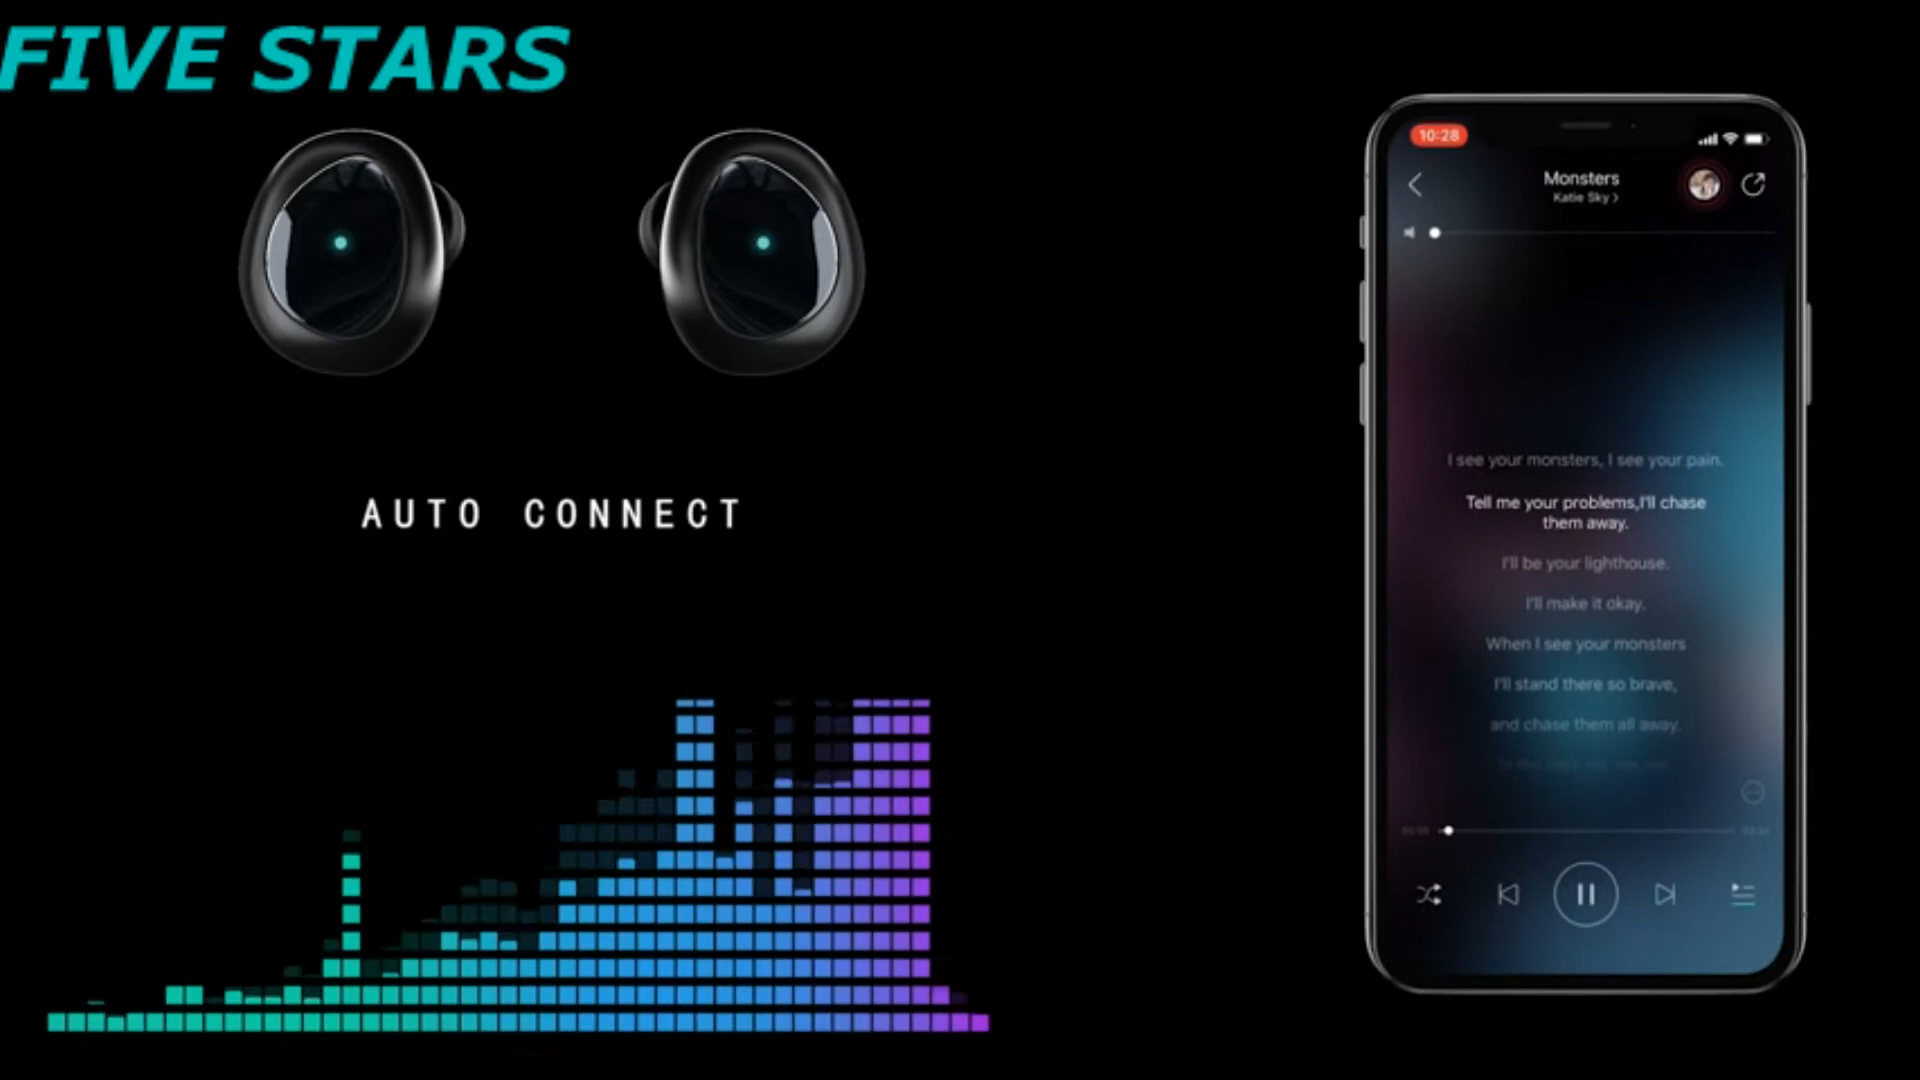 FIVE STARS
AUTO CONNECT
10:28
Monsters
Katie Sky
I see your monsters, I see your pain.
Tell me your problems,I'll chase
them away.
I'll be your lighthouse.
I'll make it okay.
When I see your monsters
I'll stand there so brave,
and chase them all away.